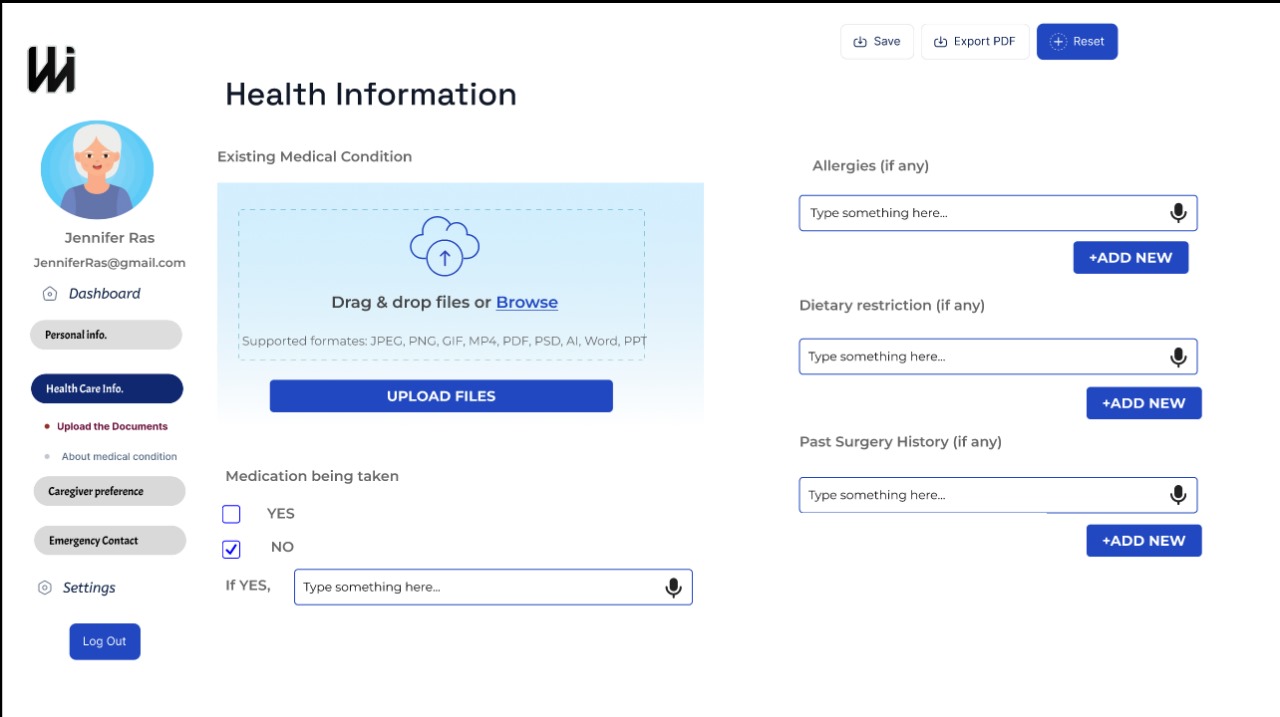 Save
Export PDF
Reset
Health Information
Jennifer Ras
JenniferRas@gmail.com
Dashboard
Personal info.
Health Care Info.
Upload the Documents
About medical condition
Caregiver preference
Emergency Contact
Settings
Log Out
Existing Medical Condition
Drag & drop files or Browse
Supported formates: JPEG, PNG, GIF, MP4, PDF, PSD, AI, Word, PPT
UPLOAD FILES
Medication being taken
YES
NO
If YES,
Type something here...
Allergies (if any)
Type something here...
+ADD NEW
Dietary restriction (if any)
Type something here...
+ADD NEW
Past Surgery History (if any)
Type something here...
+ADD NEW